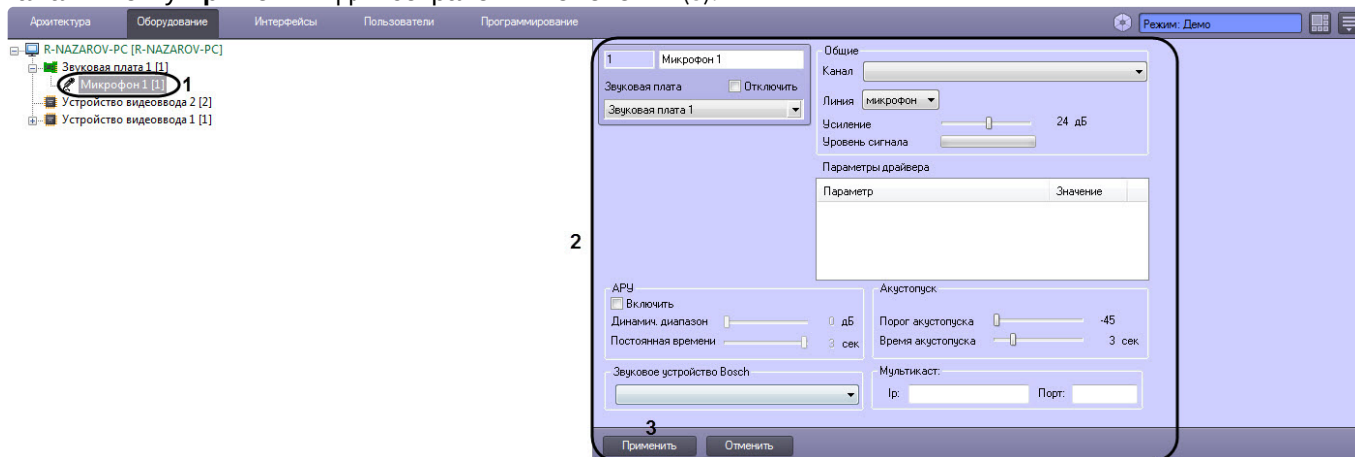 Архитектура Оборудование Интерфейсы Пользователи Программирование Режим: Демо
R-NAZAROV-PC [R-NAZAROV-PC]
Звуковая плата 1 [1]
Микрофон 1 [1] 1
Устройство видеоввода 2 [2]
Устройство видеоввода 1 [1]
2
1 Микрофон 1
Звуковая плата Отключить
Звуковая плата 1
Общие
Канал
Линия микрофон
Усиление 24 дБ
Уровень сигнала
Параметры драйвера
Параметр Значение
АРУ
Включить
Динамич. диапазон 0 дБ
Постоянная времени 3 сек
Акустопуск
Порог акустопуска -45
Время акустопуска 3 сек
Звуковое устройство Bosch
Мультикаст:
Ip: Порт:
3
Применить Отменить